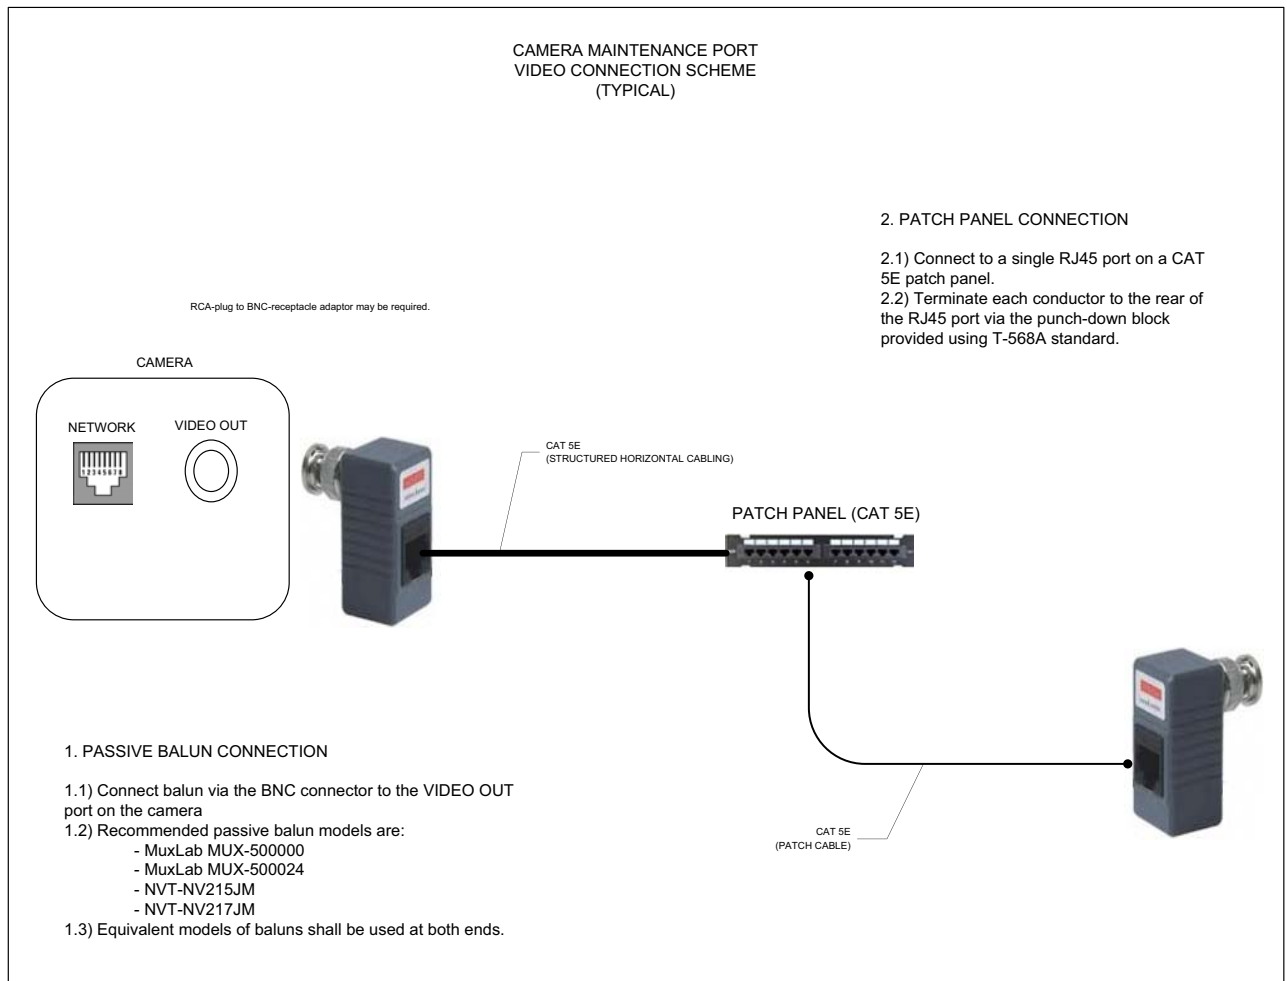 CAMERA MAINTENANCE PORT
VIDEO CONNECTION SCHEME
(TYPICAL)
2. PATCH PANEL CONNECTION
2.1) Connect to a single RJ45 port on a CAT
5E patch panel.
2.2) Terminate each conductor to the rear of
the RJ45 port via the punch-down block
provided using T-568A standard.
RCA-plug to BNC-receptacle adaptor may be required.
CAMERA
NETWORK
VIDEO OUT
12345678
CAT 5E
(STRUCTURED HORIZONTAL CABLING)
PATCH PANEL (CAT 5E)
1. PASSIVE BALUN CONNECTION
1.1) Connect balun via the BNC connector to the VIDEO OUT
port on the camera
1.2) Recommended passive balun models are:
- MuxLab MUX-500000
- MuxLab MUX-500024
- NVT-NV215JM
- NVT-NV217JM
1.3) Equivalent models of baluns shall be used at both ends.
CAT 5E
(PATCH CABLE)